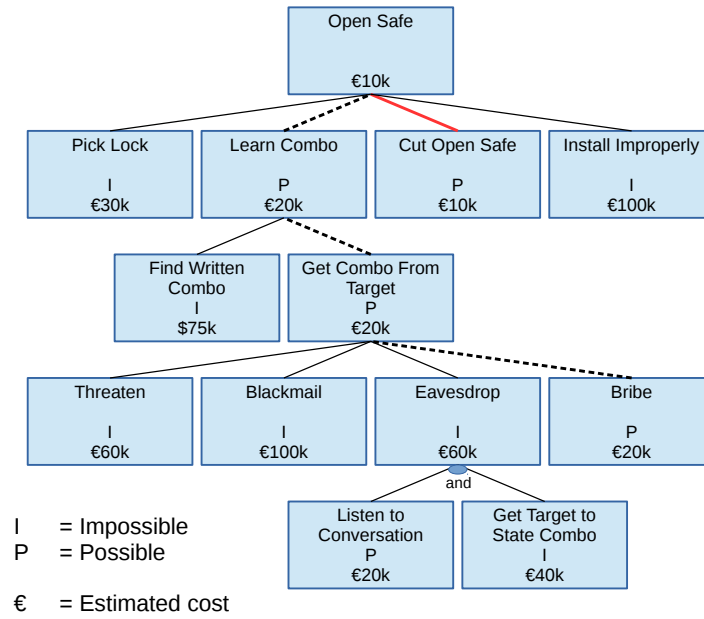 Open Safe
€10k
Pick Lock
I
€30k
Learn Combo
P
€20k
Cut Open Safe
P
€10k
Install Improperly
I
€100k
Find Written
Combo
I
$75k
Get Combo From
Target
P
€20k
Threaten
I
€60k
Blackmail
I
€100k
Eavesdrop
I
€60k
Bribe
P
€20k
and
Listen to
Conversation
P
€20k
Get Target to
State Combo
I
€40k
I = Impossible
P = Possible
€ = Estimated cost